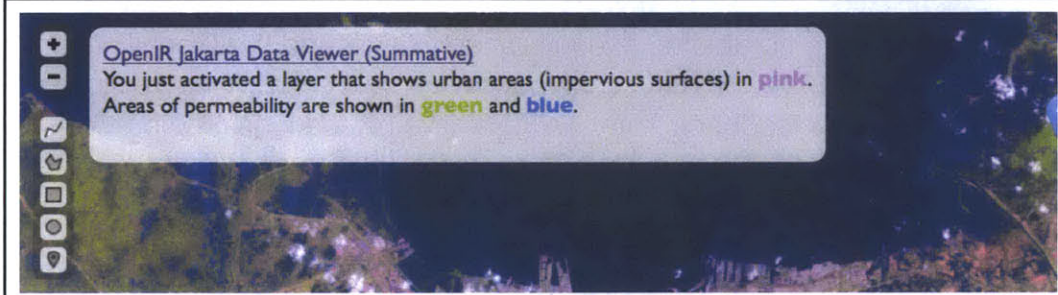 OpenIR Jakarta Data Viewer (Summative)
You just activated a layer that shows urban areas (impervious surfaces) in pink.
Areas of permeability are shown in green and blue.